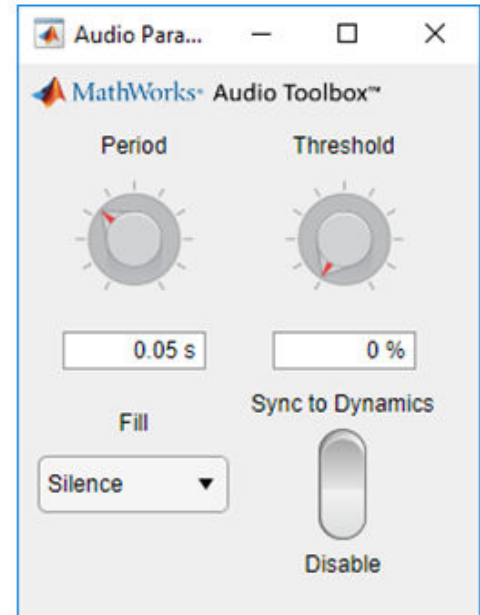 Audio Para...
MathWorks® Audio Toolbox™
Period
Threshold
0.05 s
0 %
Fill
Sync to Dynamics
Silence
Disable